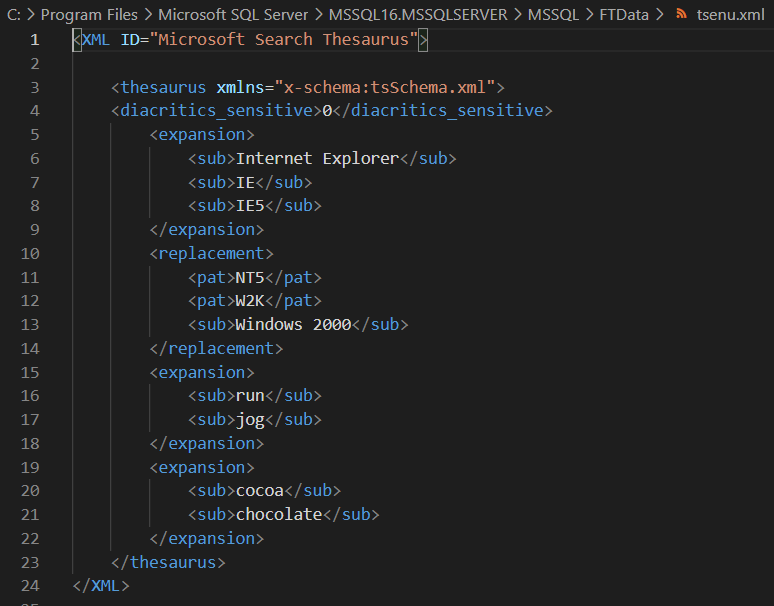 C: > Program Files > Microsoft SQL Server > MSSQL16.MSSQLSERVER > MSSQL > FTData > tsenu.xml
1 <XML ID="Microsoft Search Thesaurus">
2
3     <thesaurus xmlns="x-schema:tsSchema.xml">
4     <diacritics_sensitive>0</diacritics_sensitive>
5         <expansion>
6             <sub>Internet Explorer</sub>
7             <sub>IE</sub>
8             <sub>IE5</sub>
9         </expansion>
10         <replacement>
11             <pat>NT5</pat>
12             <pat>W2K</pat>
13             <sub>Windows 2000</sub>
14         </replacement>
15         <expansion>
16             <sub>run</sub>
17             <sub>jog</sub>
18         </expansion>
19         <expansion>
20             <sub>cocoa</sub>
21             <sub>chocolate</sub>
22         </expansion>
23     </thesaurus>
24 </XML>